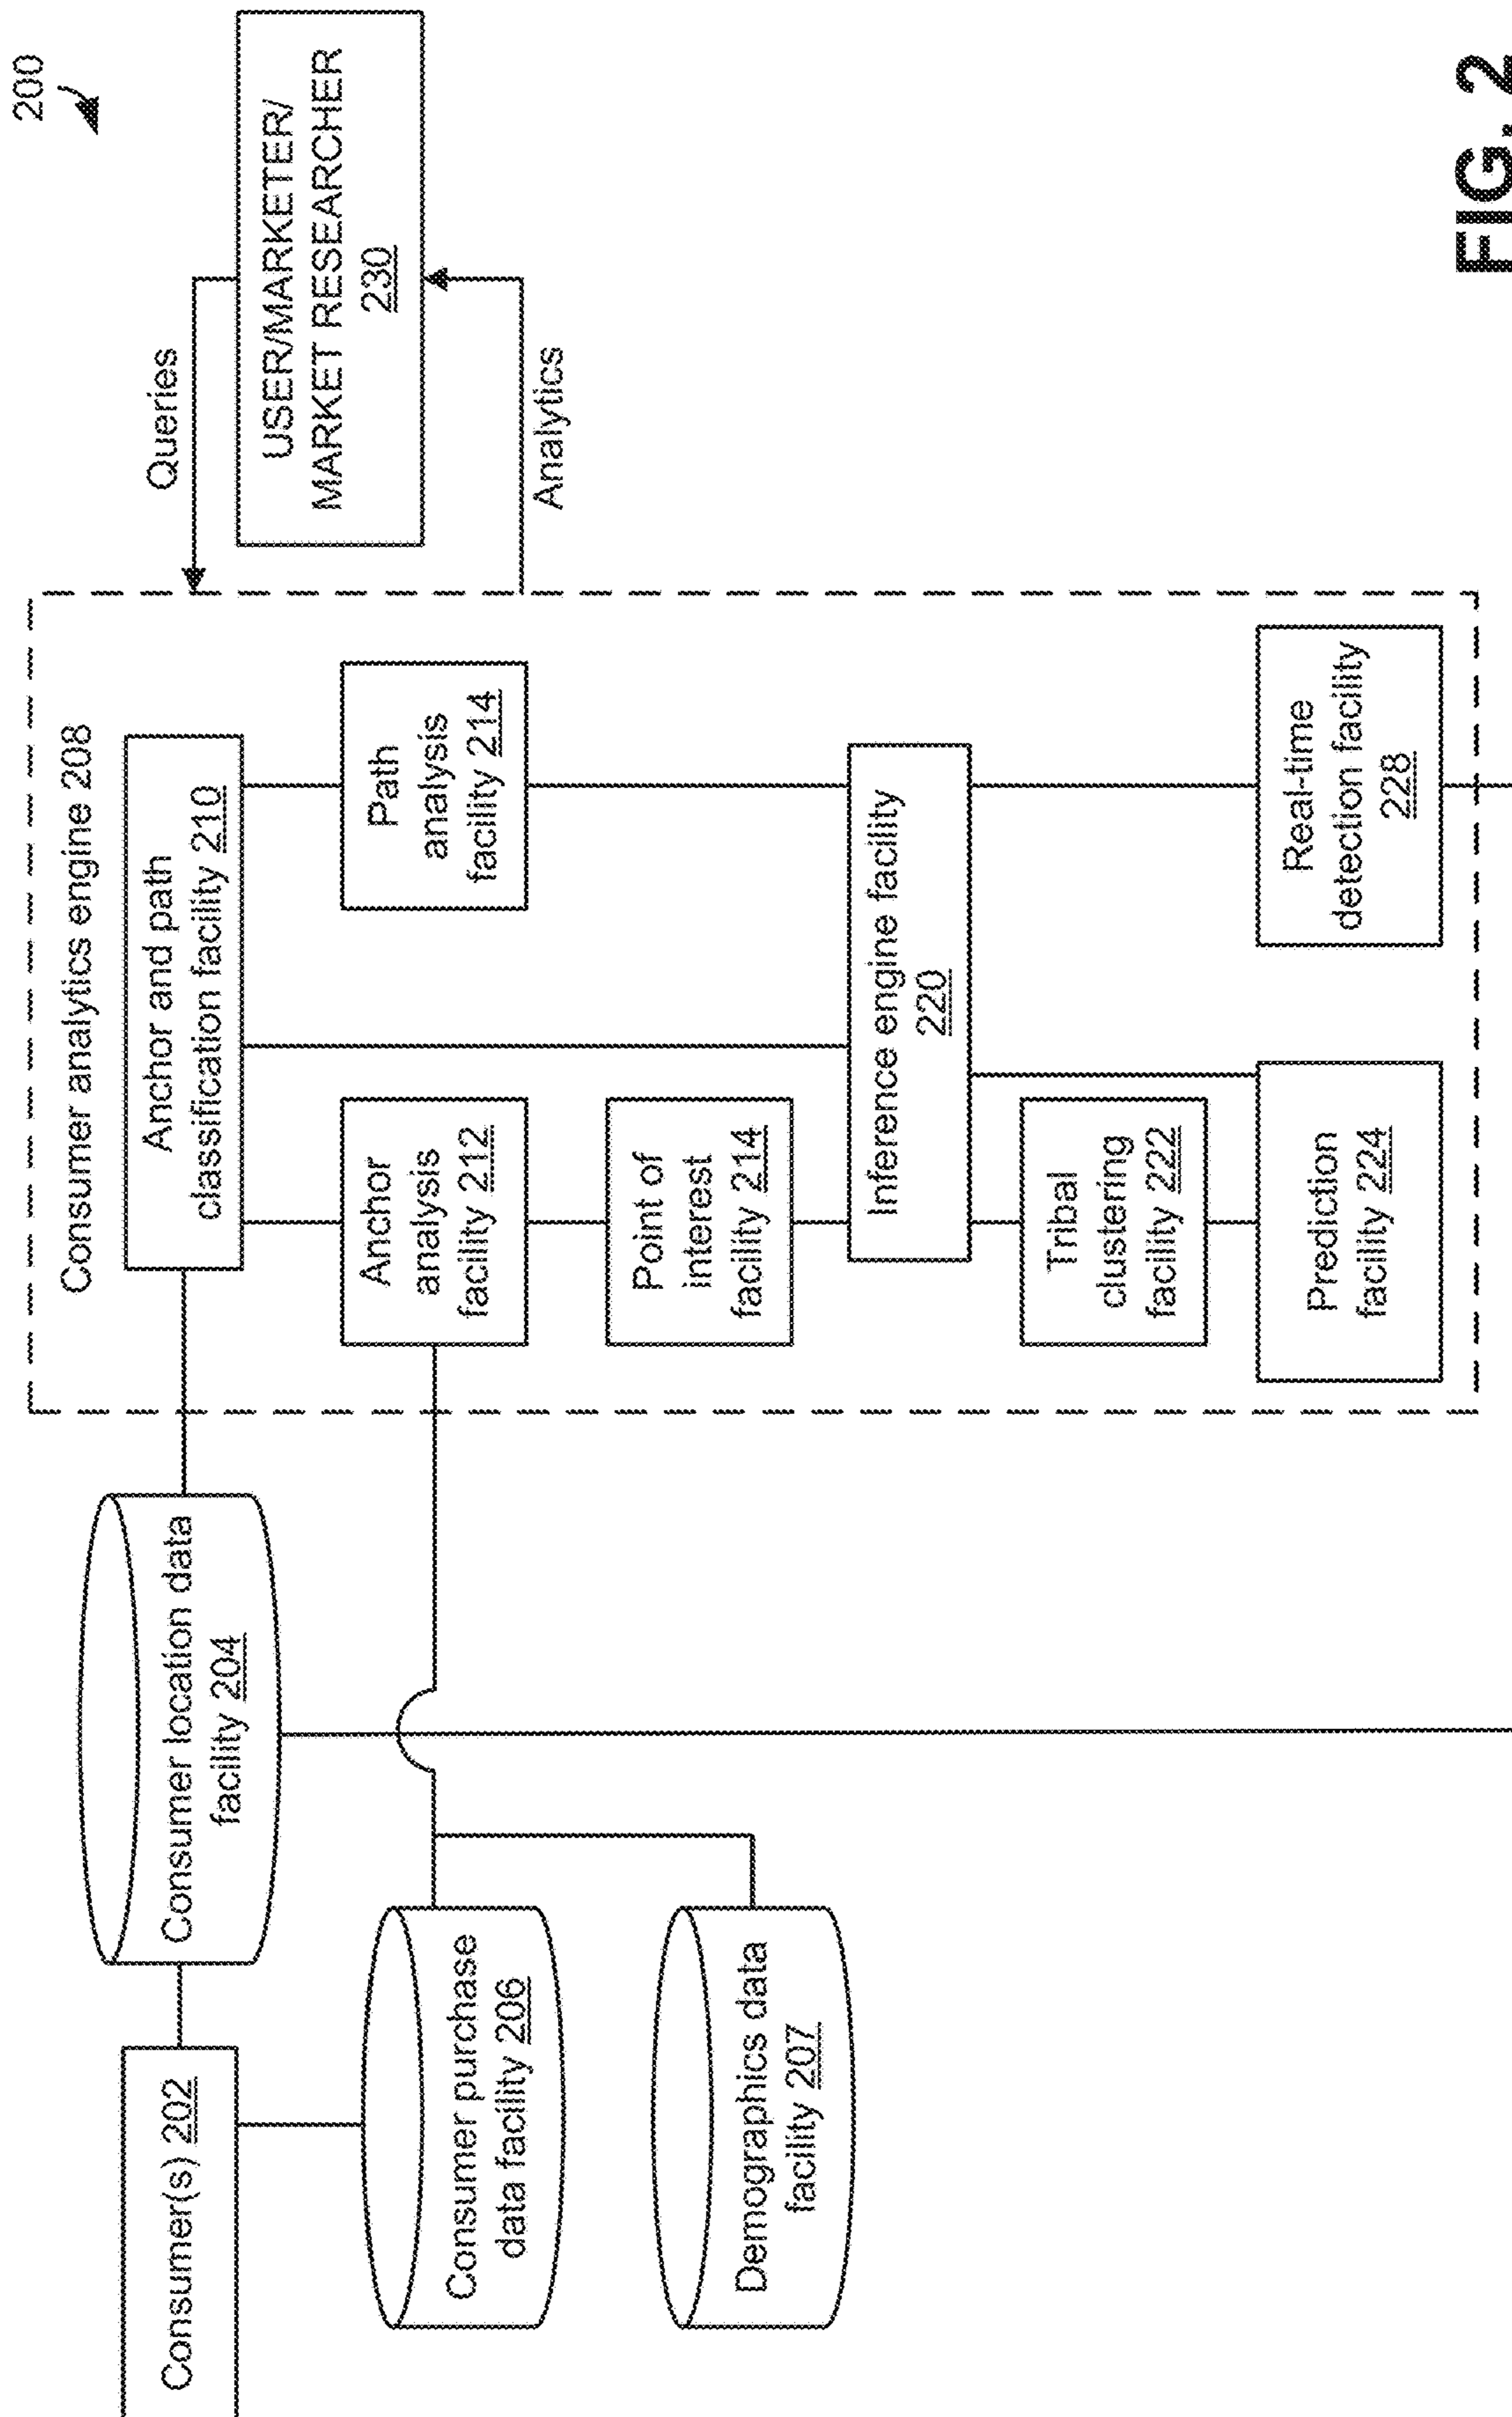 200
Consumer(s) 202
Consumer location data
facility 204
Consumer purchase
data facility 206
Demographics data
facility 207
Consumer analytics engine 208
Anchor and path
classification facility 210
Anchor
analysis
facility 212
Path
analysis
facility 214
Point of
interest
facility 214
Inference engine facility
220
Tribal
clustering
facility 222
Prediction
facility 224
Real-time
detection facility
228
Queries
USER/MARKETER/
MARKET RESEARCHER
230
Analytics
FIG. 2